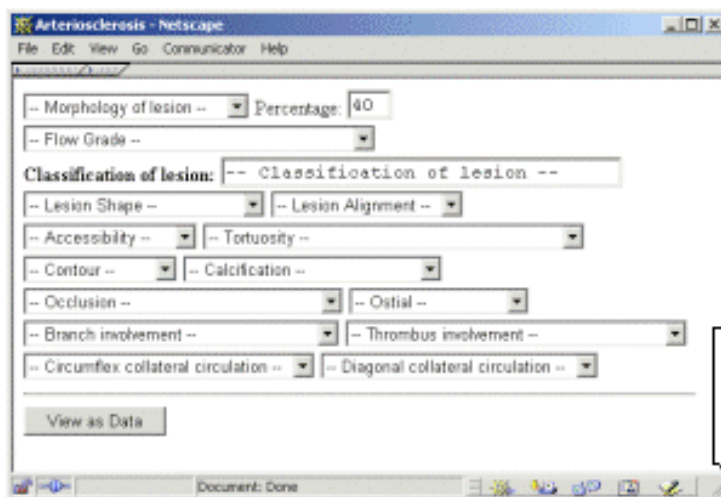 Arteriosclerosis - Netscape
File Edit View Go Communicator Help
-- Morphology of lesion -- Percentage: 40
-- Flow Grade --
Classification of lesion: -- Classification of lesion --
-- Lesion Shape -- -- Lesion Alignment --
-- Accessibility -- -- Tortuosity --
-- Contour -- -- Calcification --
-- Occlusion -- -- Ostial --
-- Branch involvement -- -- Thrombus involvement --
-- Circumflex collateral circulation -- -- Diagonal collateral circulation --
View as Data
Document: Done